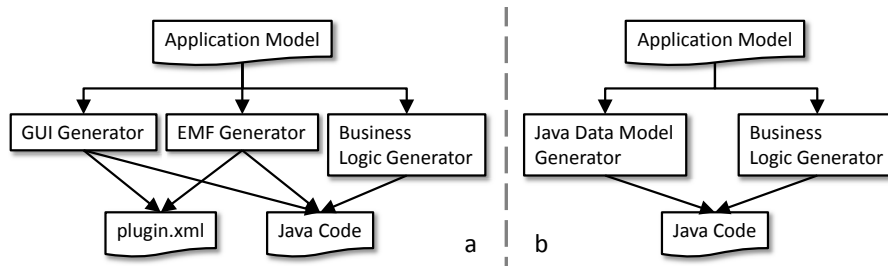 Application Model
GUI Generator
EMF Generator
Business
Logic Generator
plugin.xml
Java Code
a
Application Model
Java Data Model
Generator
Business
Logic Generator
Java Code
b